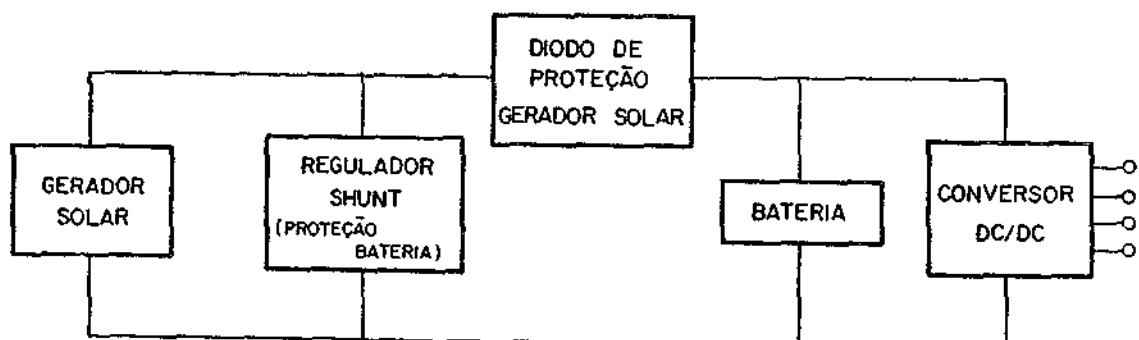 DIODO DE
PROTEÇÃO
GERADOR SOLAR
GERADOR
SOLAR
REGULADOR
SHUNT
(PROTEÇÃO
BATERIA)
BATERIA
CONVERSOR
DC/DC